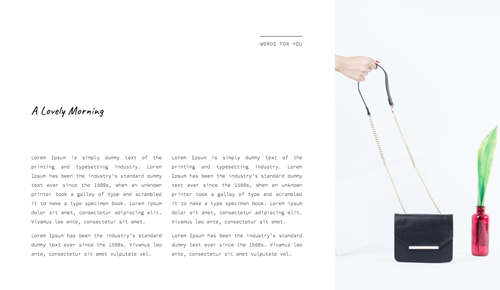 WORDS FOR YOU
A Lovely Morning
Lorem Ipsum is simply dummy text of the
printing and typesetting industry. Lorem
Ipsum has been the industry's standard dummy
text ever since the 1500s, when an unknown
printer took a galley of type and scrambled
it to make a type specimen book. Lorem ipsum
dolor sit amet, consectetur adipiscing elit.
Vivamus leo ante, consectetur sit amet.
Lorem Ipsum has been the industry's standard
dummy text ever since the 1500s. Vivamus leo
ante, consectetur sit amet vulputate vel.
Lorem Ipsum is simply dummy text of the
printing and typesetting industry. Lorem
Ipsum has been the industry's standard dummy
text ever since the 1500s, when an unknown
printer took a galley of type and scrambled
it to make a type specimen book. Lorem ipsum
dolor sit amet, consectetur adipiscing elit.
Vivamus leo ante, consectetur sit amet.
Lorem Ipsum has been the industry's standard
dummy text ever since the 1500s. Vivamus leo
ante, consectetur sit amet vulputate vel.